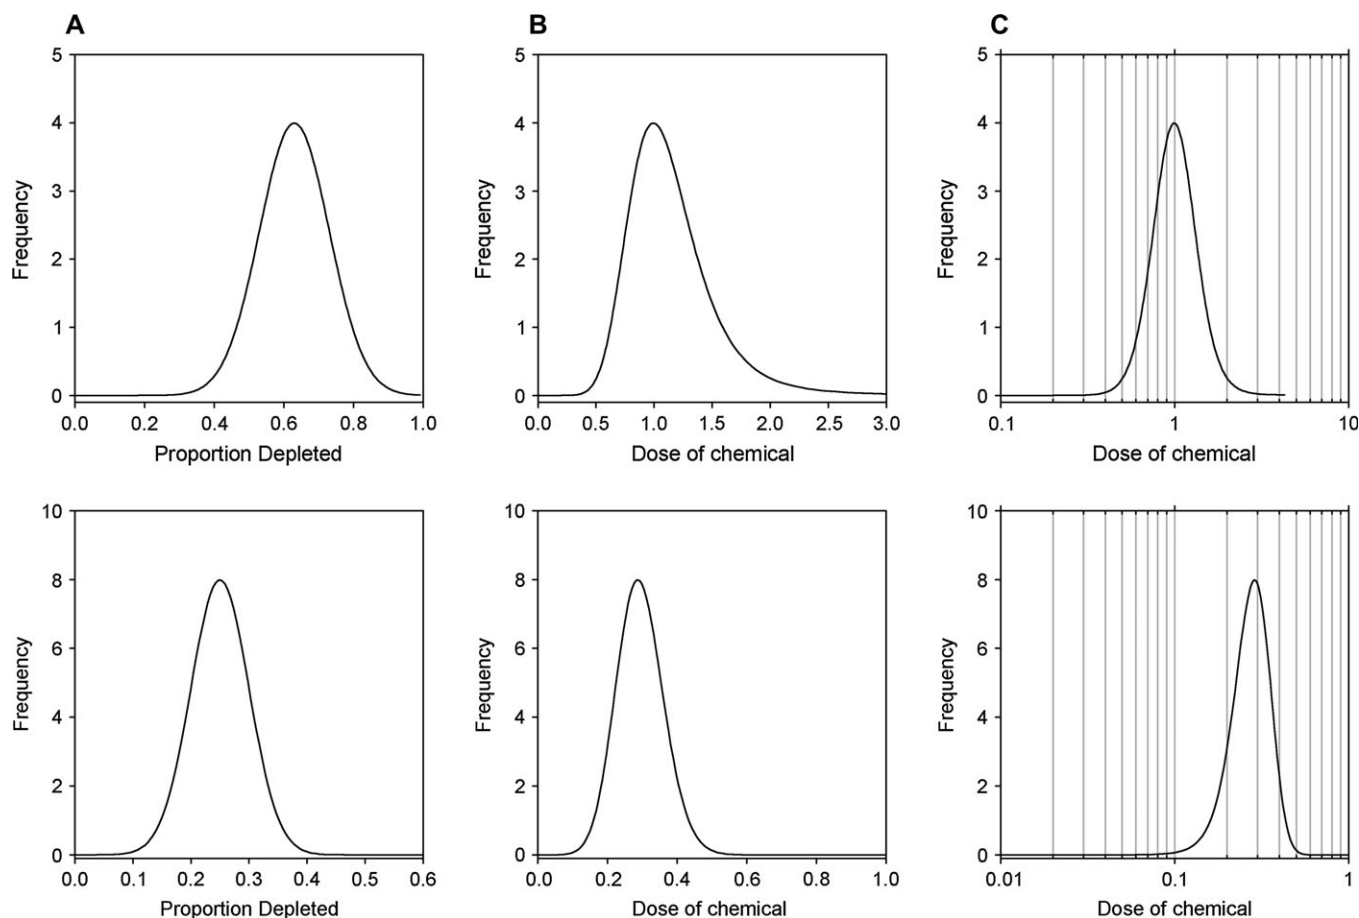 A
B
C
5
4
3
2
1
0
Frequency
0.0 0.2 0.4 0.6 0.8 1.0
Proportion Depleted
5
4
3
2
1
0
Frequency
0.0 0.5 1.0 1.5 2.0 2.5 3.0
Dose of chemical
5
4
3
2
1
0
Frequency
0.1 1 10
Dose of chemical
10
8
6
4
2
0
Frequency
0.0 0.1 0.2 0.3 0.4 0.5 0.6
Proportion Depleted
10
8
6
4
2
0
Frequency
0.0 0.2 0.4 0.6 0.8 1.0
Dose of chemical
10
8
6
4
2
0
Frequency
0.01 0.1 1
Dose of chemical